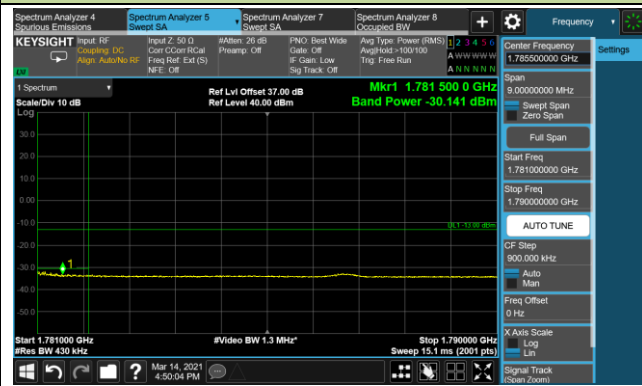 Spectrum Analyzer 4
Spurious Emissions
Spectrum Analyzer 5
Swept SA
Spectrum Analyzer 7
Swept SA
Spectrum Analyzer 8
Occupied BW
+
Frequency
KEYSIGHT
Input: RF
Coupling: DC
Align: Auto/No RF
Input Z: 50 Ω
Corr CCorr RCal
Freq Ref: Ext (S)
NFE: Off
#Atten: 26 dB
Preamp: Off
PNO: Best Wide
Gate: Off
IF Gain: Low
Sig Track: Off
Avg Type: Power (RMS)
Avg|Hold:>100/100
Trig: Free Run
1 2 3 4 5 6
A W W W W W
A N N N N N
1 Spectrum
Scale/Div 10 dB
Ref Lvl Offset 37.00 dB
Ref Level 40.00 dBm
Mkr1 1.781 500 0 GHz
Band Power -30.141 dBm
Log
30.0
20.0
10.0
0.00
-10.0
-20.0
-30.0
-40.0
-50.0
DL1 -13.00 dBm
1
Start 1.781000 GHz
#Res BW 430 kHz
#Video BW 1.3 MHz*
Stop 1.790000 GHz
Sweep 15.1 ms (2001 pts)
Mar 14, 2021
4:50:04 PM
Center Frequency
1.785500000 GHz
Settings
Span
9.00000000 MHz
Swept Span
Zero Span
Full Span
Start Freq
1.781000000 GHz
Stop Freq
1.790000000 GHz
AUTO TUNE
CF Step
900.000 kHz
Auto
Man
Freq Offset
0 Hz
X Axis Scale
Log
Lin
Signal Track
(Span Zoom)